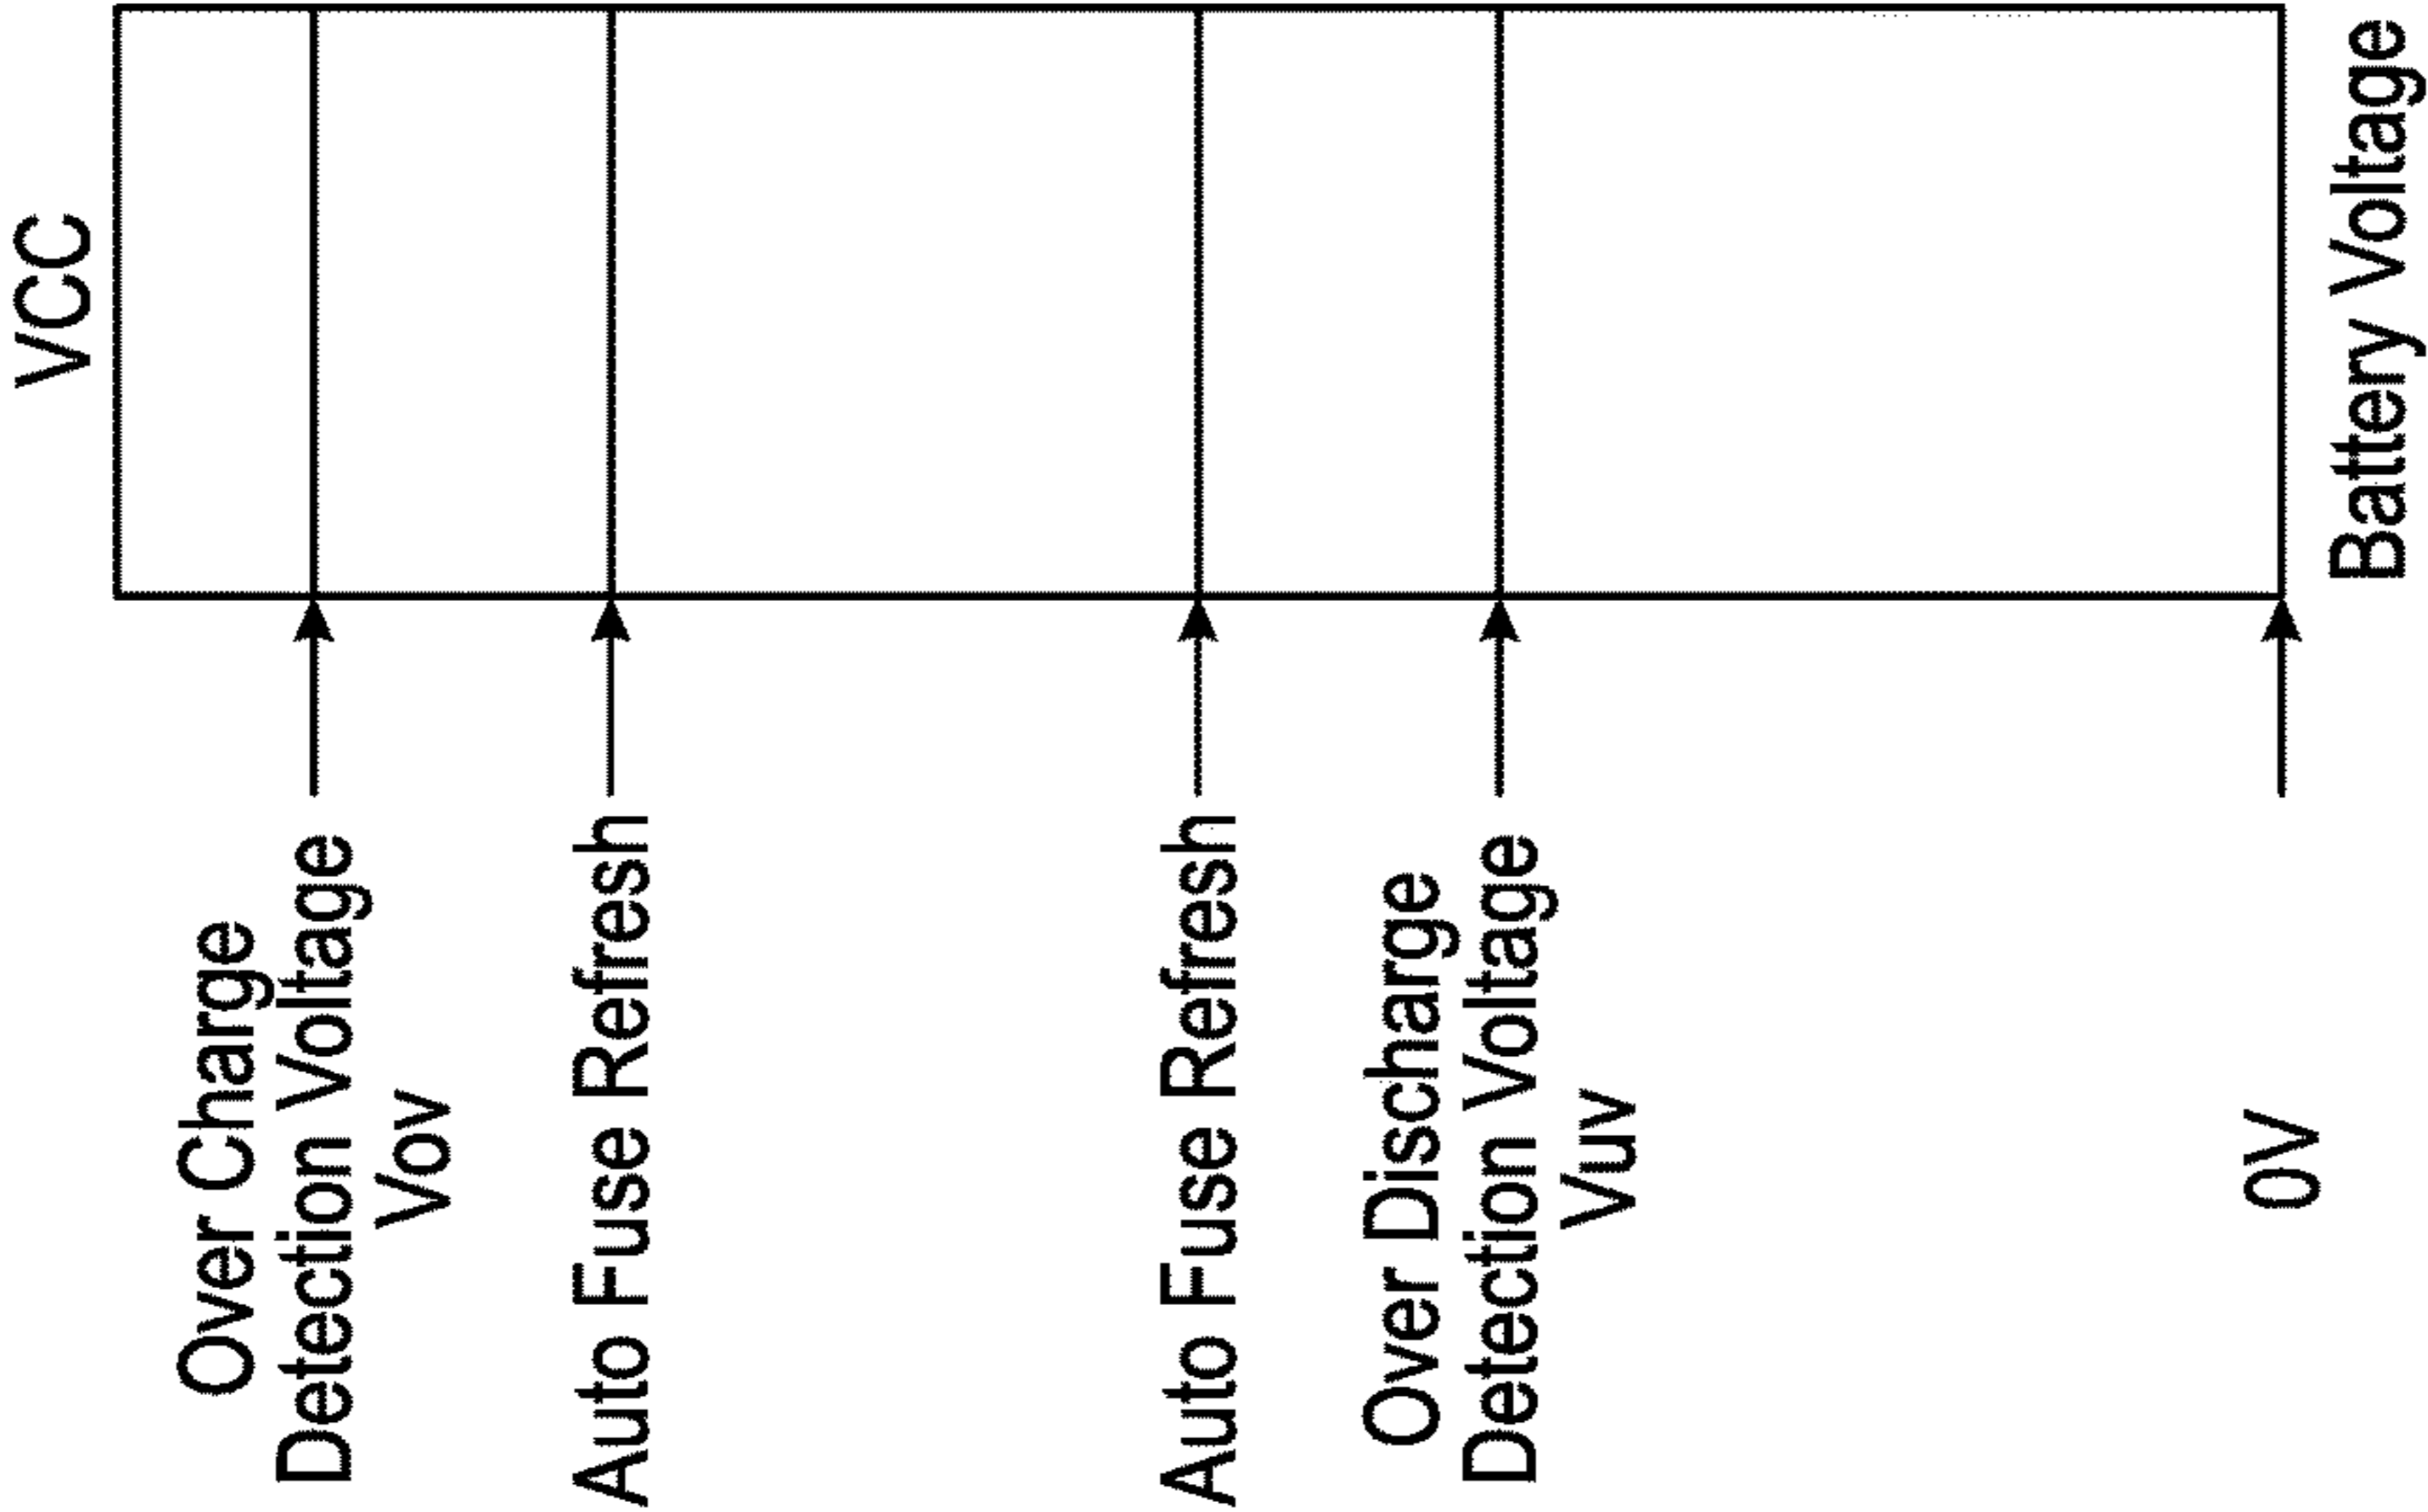 VCC
Over Charge
Detection Voltage
Vov
Auto Fuse Refresh
Auto Fuse Refresh
Over Discharge
Detection Voltage
Vuv
0V
Battery Voltage